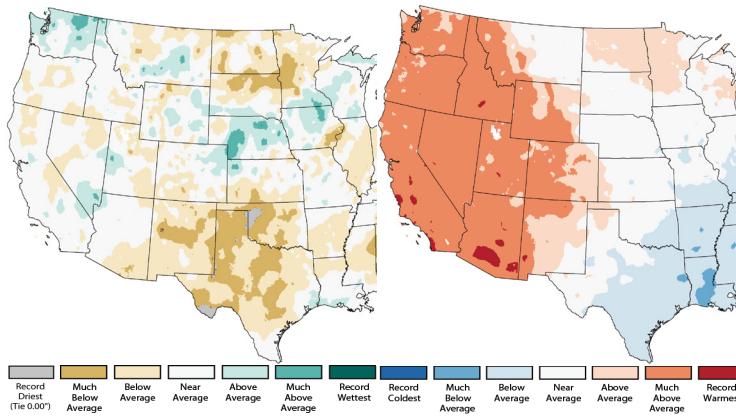 Record
Driest
(Tie 0.00")
Much
Below
Average
Below
Average
Near
Average
Above
Average
Much
Above
Average
Record
Wettest
Record
Coldest
Much
Below
Average
Below
Average
Near
Average
Above
Average
Much
Above
Average
Record
Warmes